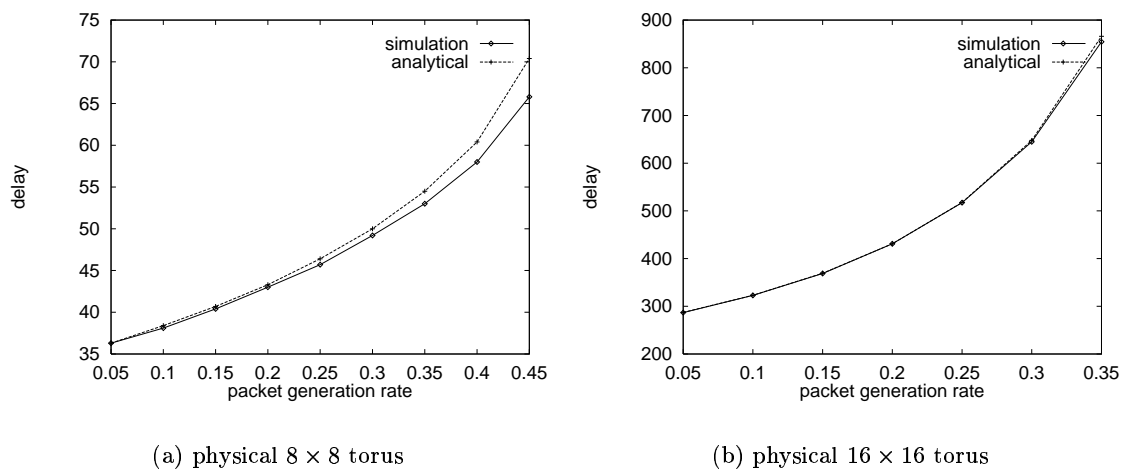 75
70
65
60
55
50
45
40
35
0.05 0.1 0.15 0.2 0.25 0.3 0.35 0.4 0.45
delay
packet generation rate
simulation
analytical
(a) physical 8 × 8 torus
900
800
700
600
500
400
300
200
0.05 0.1 0.15 0.2 0.25 0.3 0.35
delay
packet generation rate
simulation
analytical
(b) physical 16 × 16 torus